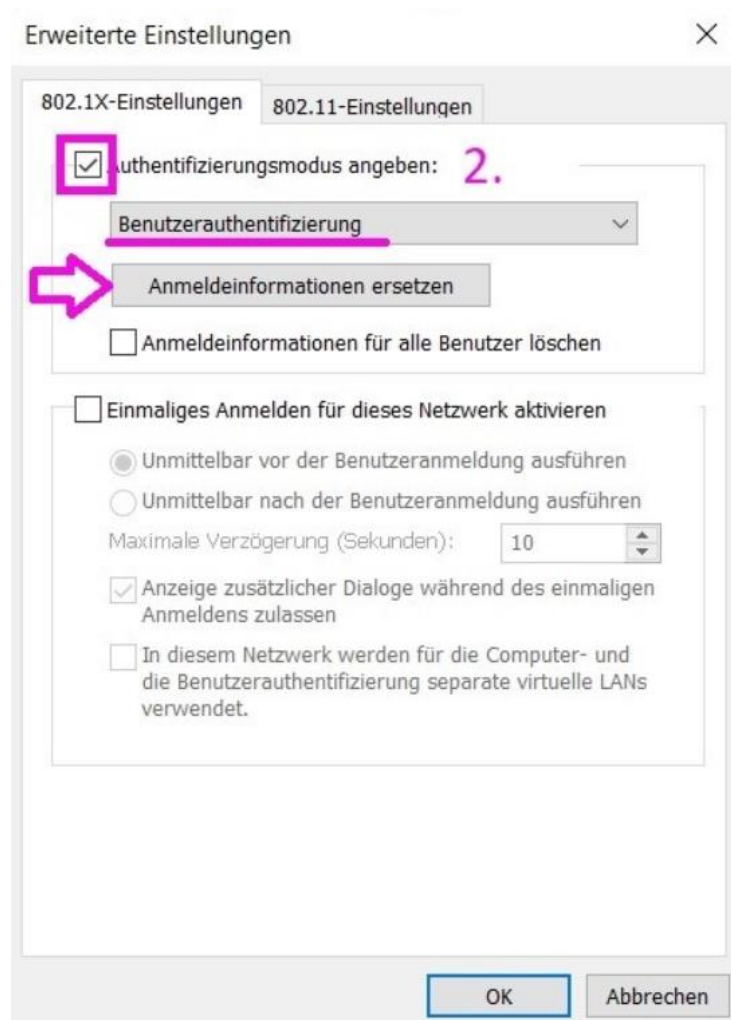 Erweiterte Einstellungen
802.1X-Einstellungen 802.11-Einstellungen
Authentifizierungsmodus angeben: 2.
Benutzerauthentifizierung
Anmeldeinformationen ersetzen
Anmeldeinformationen für alle Benutzer löschen
Einmaliges Anmelden für dieses Netzwerk aktivieren
Unmittelbar vor der Benutzeranmeldung ausführen
Unmittelbar nach der Benutzeranmeldung ausführen
Maximale Verzögerung (Sekunden): 10
Anzeige zusätzlicher Dialoge während des einmaligen
Anmeldens zulassen
In diesem Netzwerk werden für die Computer- und
die Benutzerauthentifizierung separate virtuelle LANs
verwendet.
OK Abbrechen